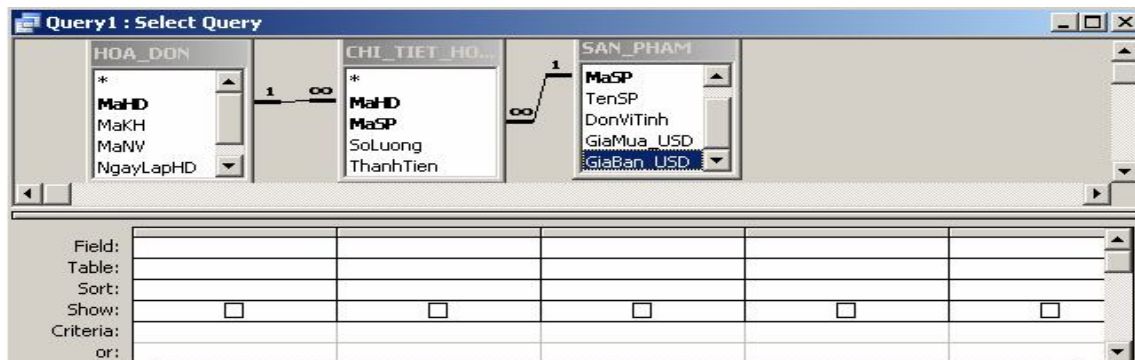 Query1 : Select Query
HOA_DON
*
MaHD
MaKH
MaNV
NgayLapHD
1 ∞
CHI_TIET_HO...
*
MaHD
MaSP
SoLuong
ThanhTien
∞ 1
SAN_PHAM
MaSP
TenSP
DonViTinh
GiaMua_USD
GiaBan_USD
Field:
Table:
Sort:
Show:
Criteria:
or: